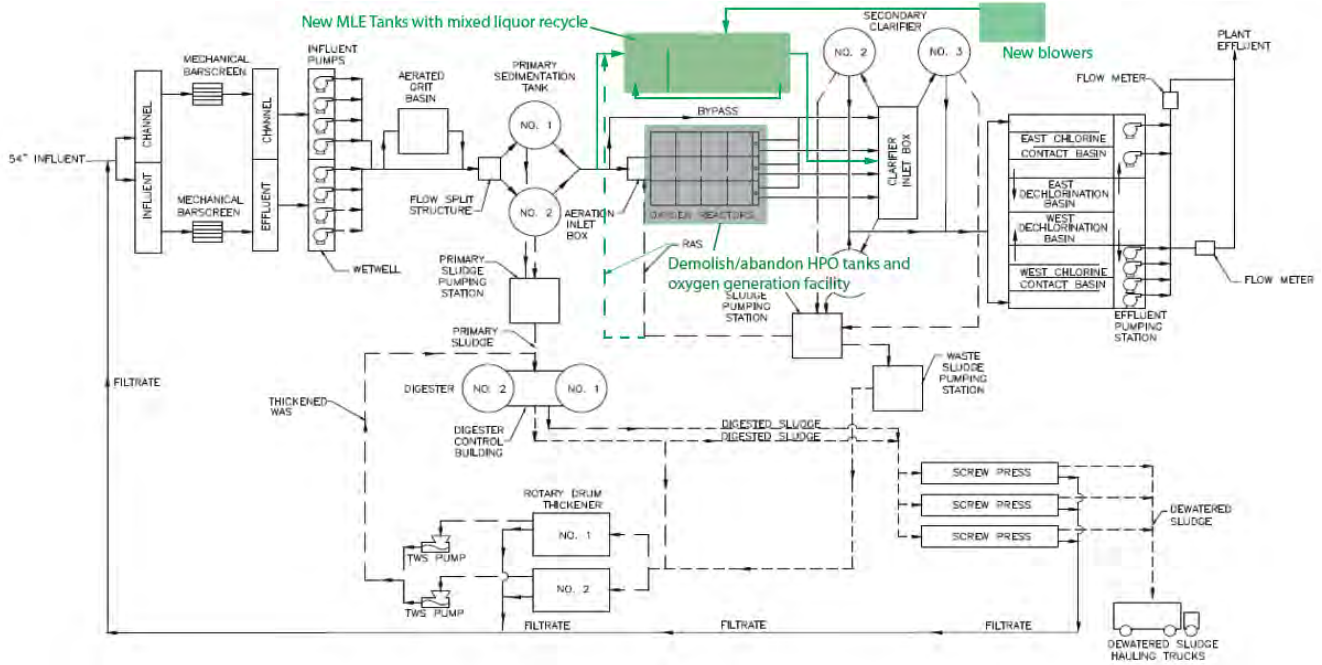 New MLE Tanks with mixed liquor recycle
SECONDARY
CLARIFIER
NO. 2
NO. 3
New blowers
PLANT
EFFLUENT
FLOW METER
MECHANICAL
BARSCREEN
INFLUENT
PUMPS
AERATED
GRIT
BASIN
PRIMARY
SEDIMENTATION
TANK
NO. 1
NO. 2
BYPASS
CHANNEL
CHANNEL
54" INFLUENT
INFLUENT
EFFLUENT
MECHANICAL
BARSCREEN
WETWELL
FLOW SPLIT
STRUCTURE
AERATION
INLET
BOX
OXYGEN REACTORS
CLARIFIER
INLET BOX
EAST CHLORINE
CONTACT BASIN
EAST
DECHLORINATION
BASIN
WEST
DECHLORINATION
BASIN
WEST CHLORINE
CONTACT BASIN
EFFLUENT
PUMPING
STATION
FLOW METER
RAS
Demolish/abandon HPO tanks and
oxygen generation facility
SLUDGE
PUMPING
STATION
PRIMARY
SLUDGE
PUMPING
STATION
PRIMARY
SLUDGE
WASTE
SLUDGE
PUMPING
STATION
FILTRATE
THICKENED
WAS
DIGESTER
NO. 2
NO. 1
DIGESTER
CONTROL
BUILDING
DIGESTED SLUDGE
DIGESTED SLUDGE
SCREW PRESS
SCREW PRESS
SCREW PRESS
DEWATERED
SLUDGE
ROTARY DRUM
THICKENER
NO. 1
NO. 2
TWS PUMP
TWS PUMP
FILTRATE
FILTRATE
FILTRATE
DEWATERED SLUDGE
HAULING TRUCKS